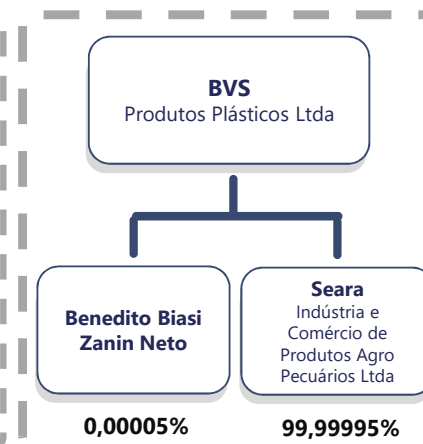 BVS
Produtos Plásticos Ltda
Benedito Biasi
Zanin Neto
Seara
Indústria e
Comércio de
Produtos Agro
Pecuários Ltda
0,00005%
99,99995%